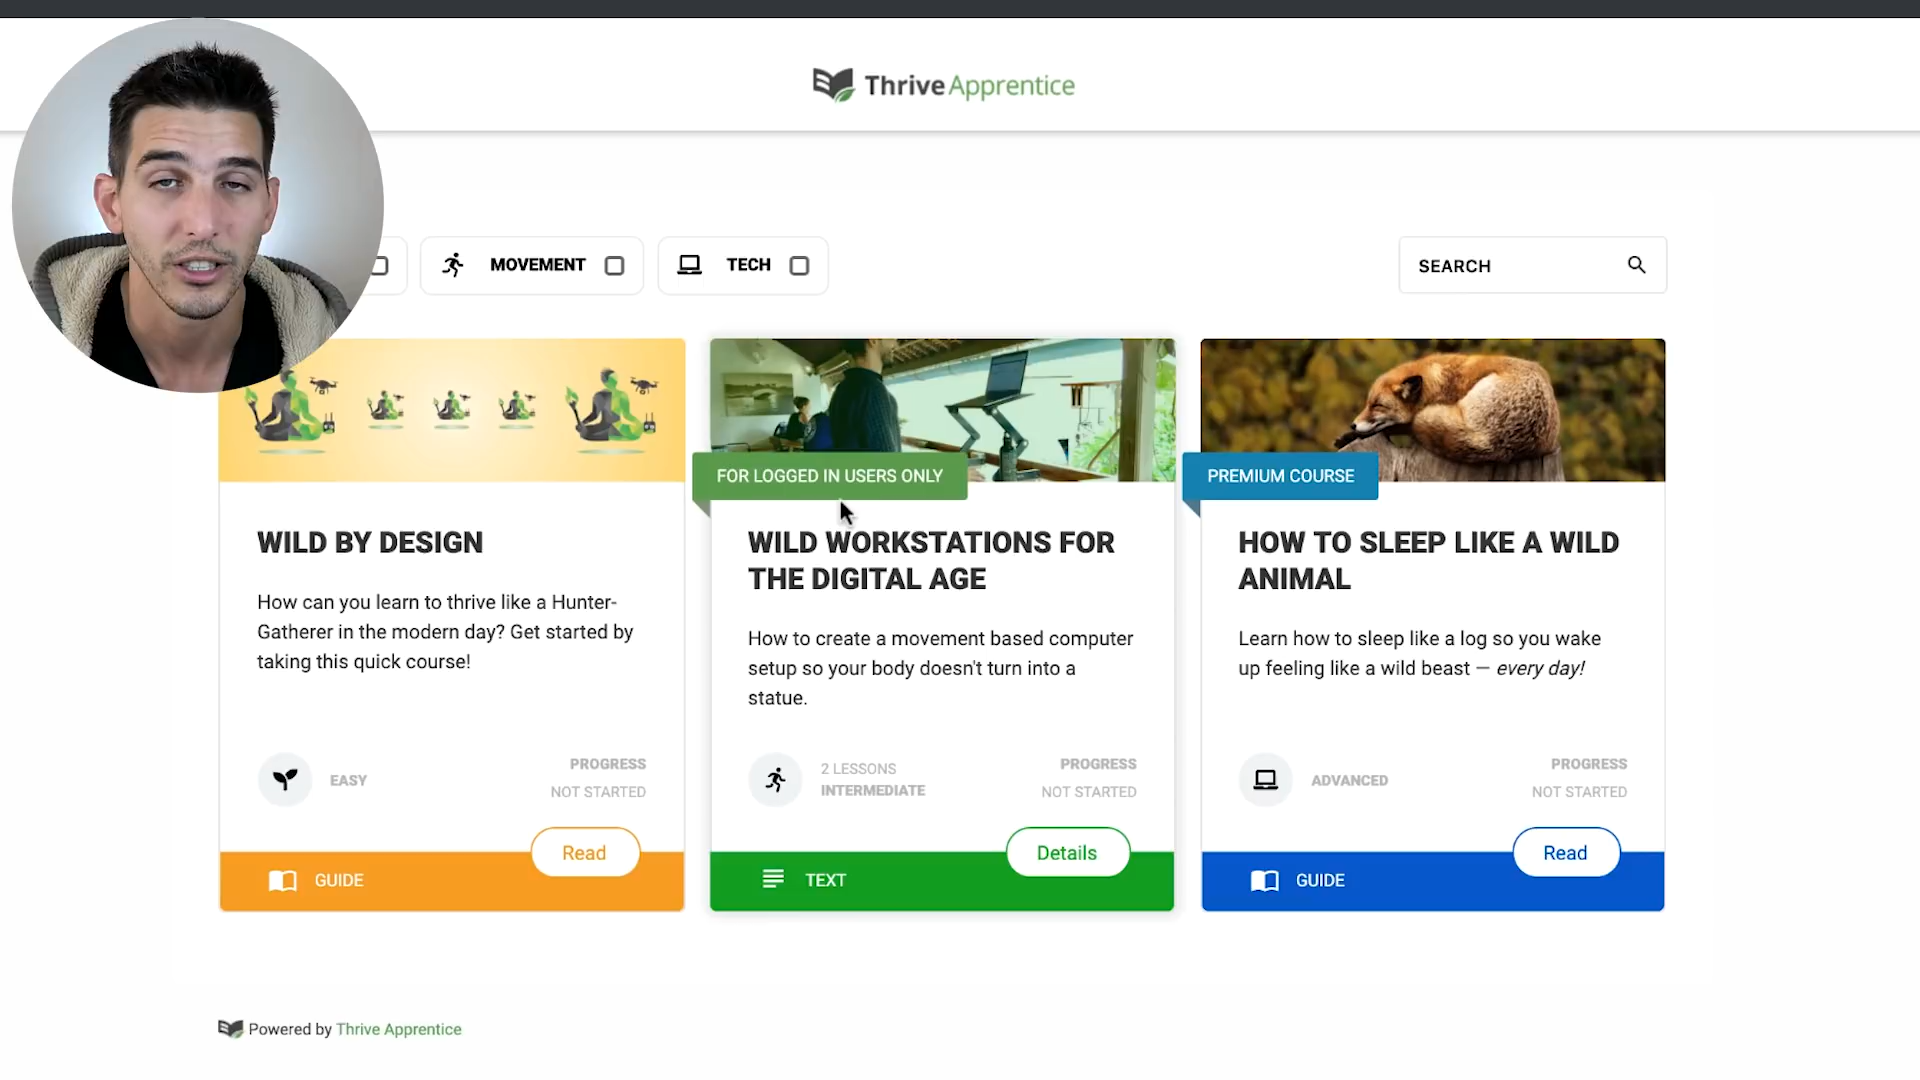 Thrive Apprentice
MOVEMENT
TECH
SEARCH
FOR LOGGED IN USERS ONLY
PREMIUM COURSE
WILD BY DESIGN
How can you learn to thrive like a Hunter-
Gatherer in the modern day? Get started by
taking this quick course!
EASY
PROGRESS
NOT STARTED
Read
GUIDE
WILD WORKSTATIONS FOR
THE DIGITAL AGE
How to create a movement based computer
setup so your body doesn't turn into a
statue.
2 LESSONS
INTERMEDIATE
PROGRESS
NOT STARTED
Details
TEXT
HOW TO SLEEP LIKE A WILD
ANIMAL
Learn how to sleep like a log so you wake
up feeling like a wild beast — every day!
ADVANCED
PROGRESS
NOT STARTED
Read
GUIDE
Powered by Thrive Apprentice